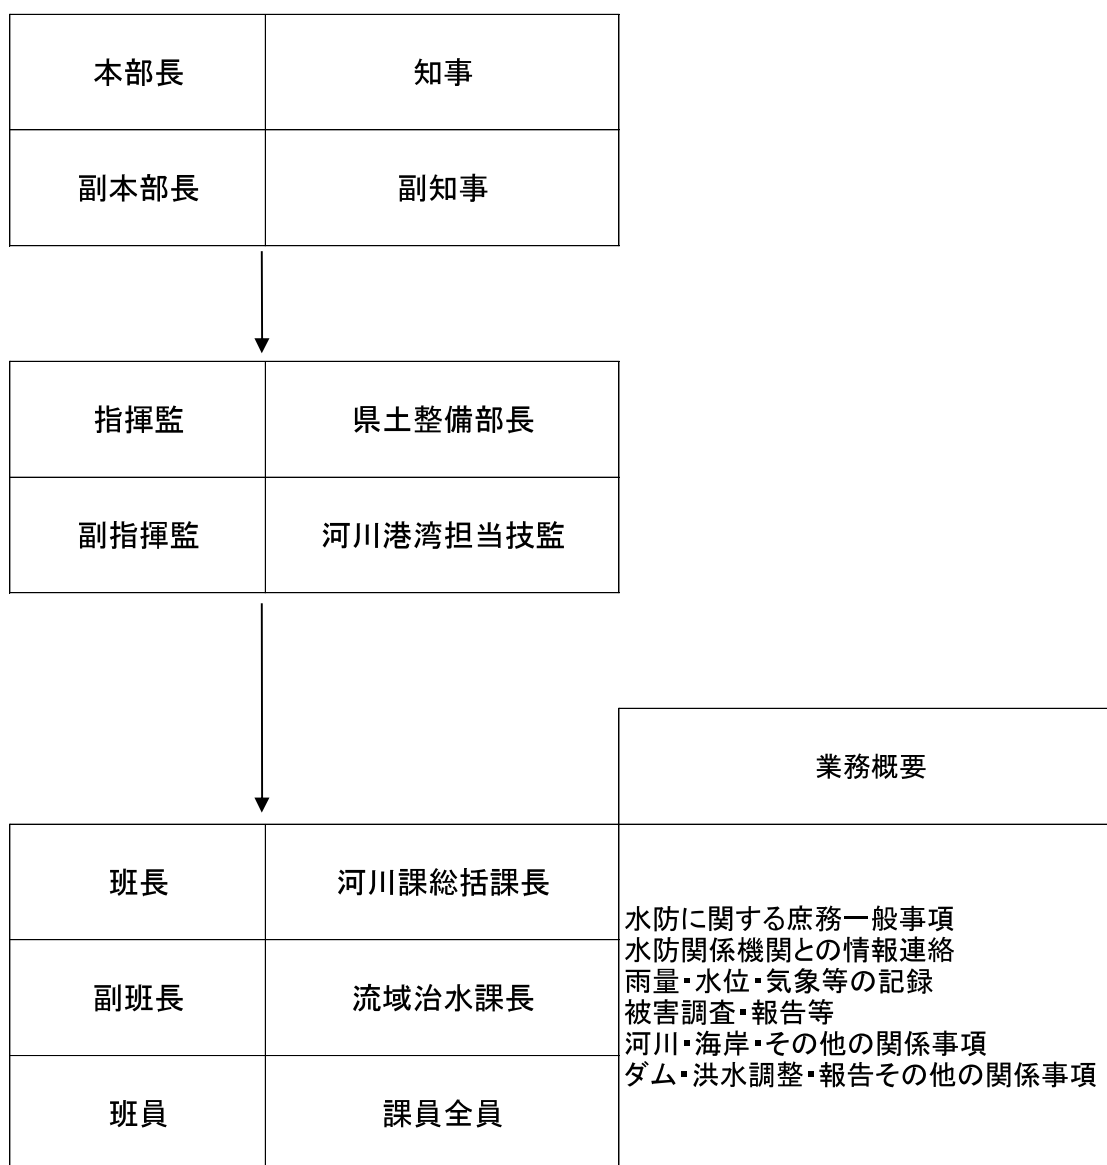 本部長 知事
副本部長 副知事
指揮監 県土整備部長
副指揮監 河川港湾担当技監
業務概要
班長 河川課総括課長
副班長 流域治水課長
班員 課員全員
水防に関する庶務一般事項
水防関係機関との情報連絡
雨量・水位・気象等の記録
被害調査・報告等
河川・海岸・その他の関係事項
ダム・洪水調整・報告その他の関係事項